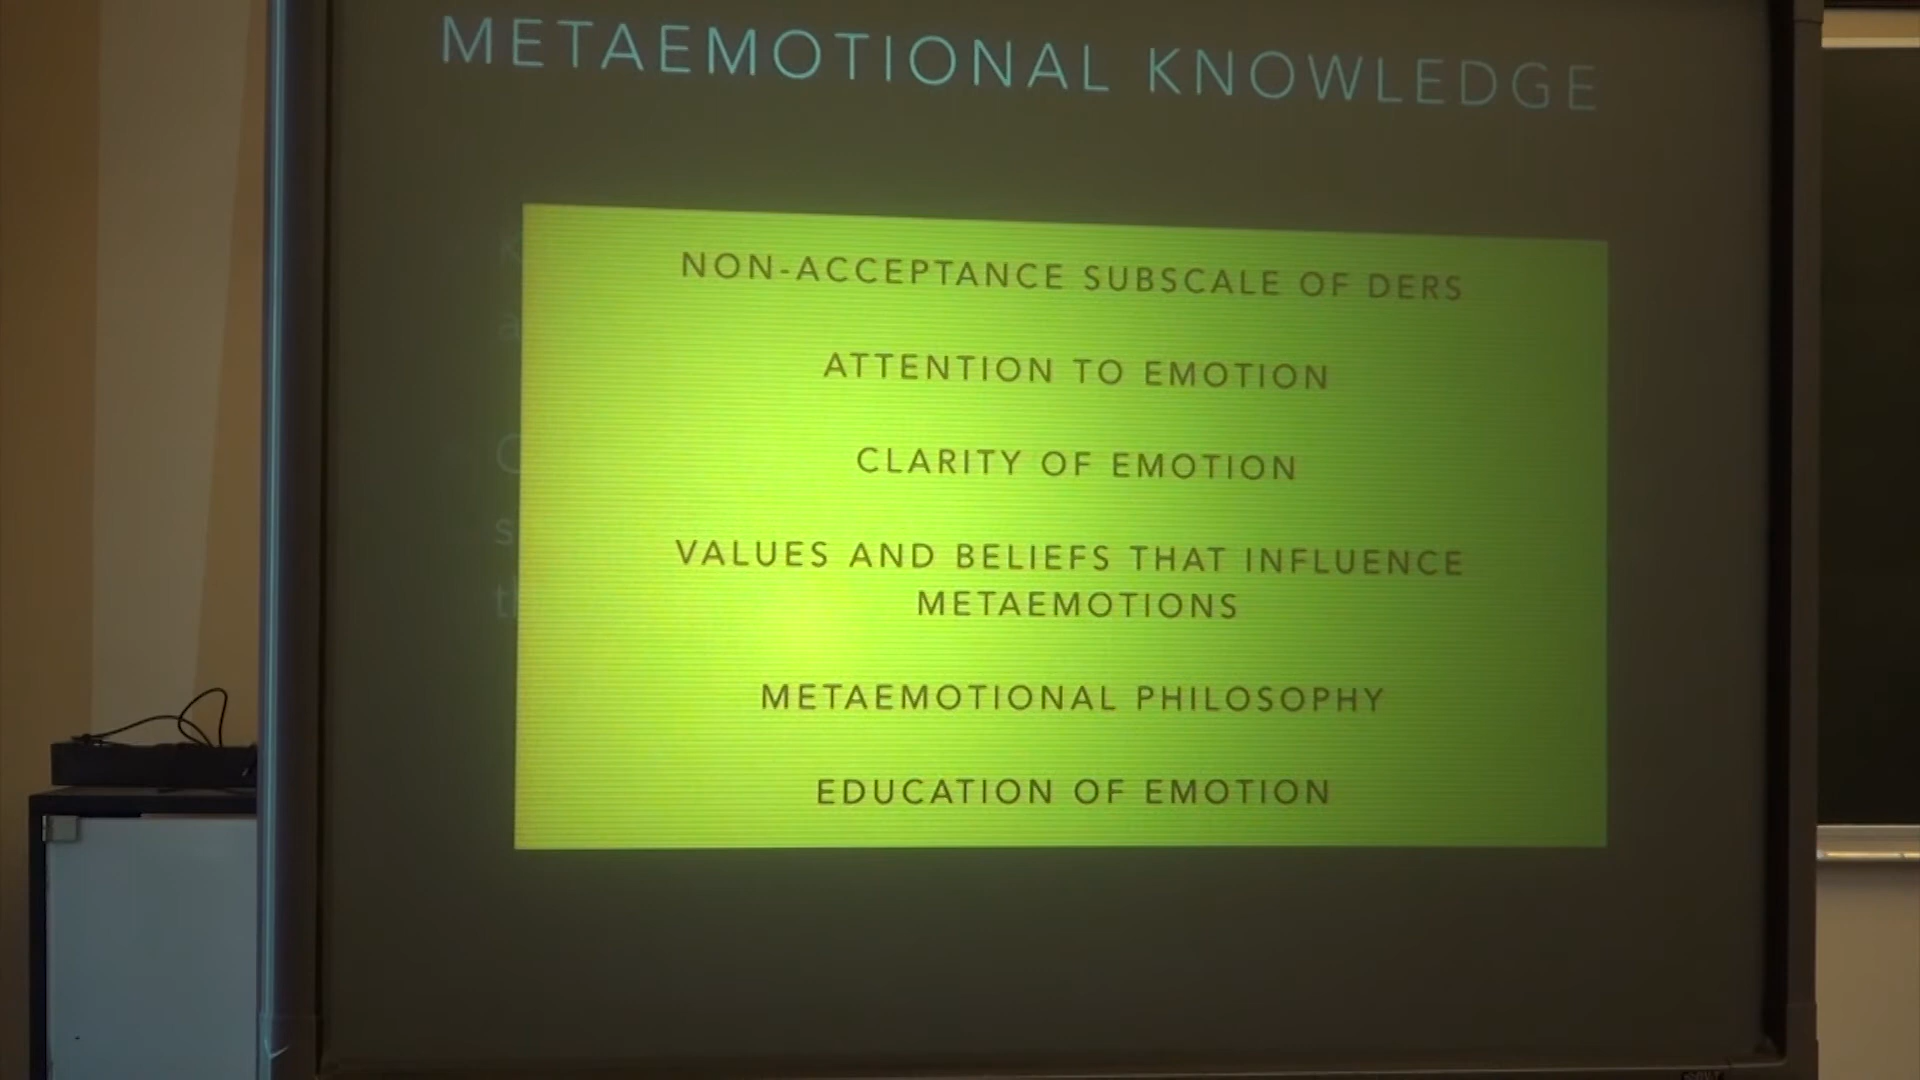 METAEMOTIONAL KNOWLEDGE
NON-ACCEPTANCE SUBSCALE OF DERS
ATTENTION TO EMOTION
CLARITY OF EMOTION
VALUES AND BELIEFS THAT INFLUENCE
METAEMOTIONS
METAEMOTIONAL PHILOSOPHY
EDUCATION OF EMOTION